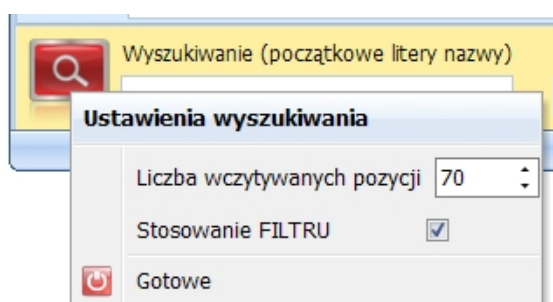 Wyszukiwanie (początkowe litery nazwy)
Ustawienia wyszukiwania
Liczba wczytywanych pozycji 70
Stosowanie FILTRU
Gotowe